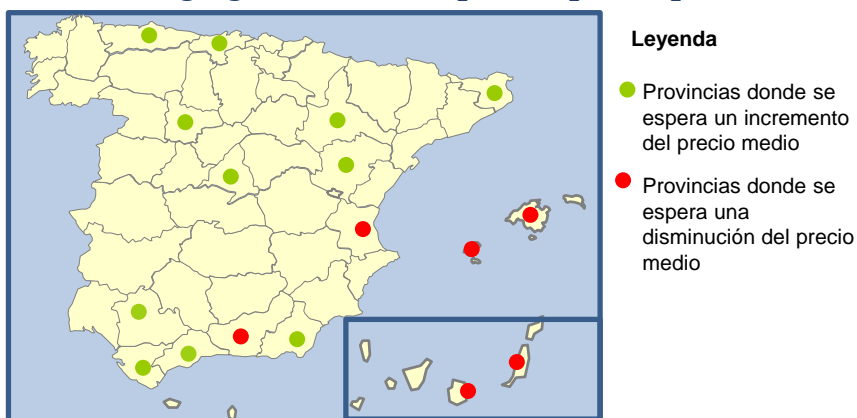 Leyenda
Provincias donde se
espera un incremento
del precio medio
Provincias donde se
espera una
disminución del precio
medio